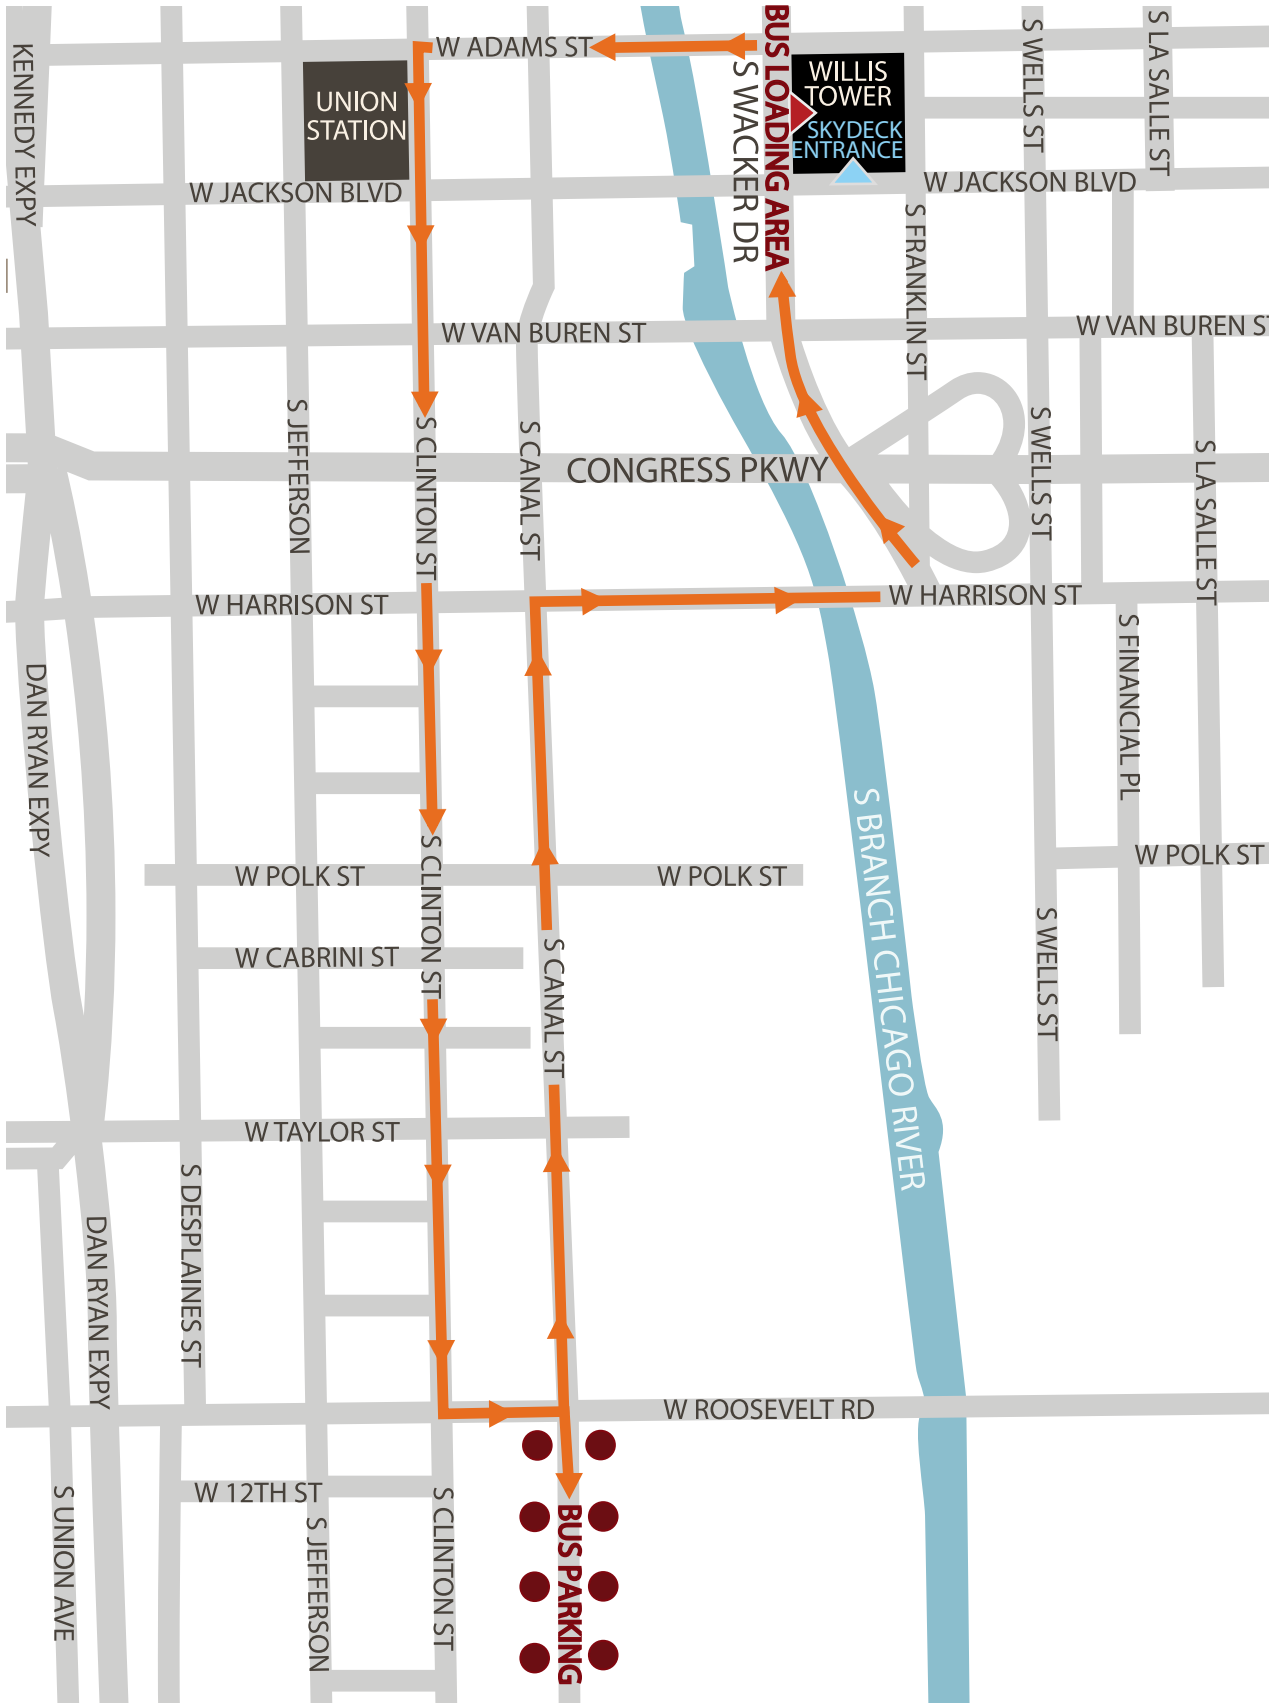 W ADAMS ST
BUS LOADING AREA
S WACKER DR
WILLIS
TOWER
SKYDECK
ENTRANCE
UNION
STATION
KENNEDY EXPY
S WELLS ST
S LA SALLE ST
W JACKSON BLVD
W JACKSON BLVD
S FRANKLIN ST
W VAN BUREN ST
W VAN BUREN ST
S JEFFERSON
S CLINTON ST
S CANAL ST
CONGRESS PKWY
S WELLS ST
S LA SALLE ST
W HARRISON ST
W HARRISON ST
S FINANCIAL PL
DAN RYAN EXPY
S BRANCH CHICAGO RIVER
W POLK ST
W POLK ST
W POLK ST
S CLINTON ST
W CABRINI ST
S CANAL ST
S WELLS ST
W TAYLOR ST
S DESPLAINES ST
DAN RYAN EXPY
W ROOSEVELT RD
W 12TH ST
S UNION AVE
S JEFFERSON
S CLINTON ST
BUS PARKING